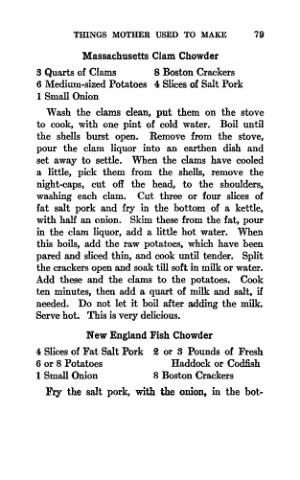 THINGS MOTHER USED TO MAKE 79
Massachusetts Clam Chowder
3 Quarts of Clams 8 Boston Crackers
6 Medium-sized Potatoes 4 Slices of Salt Pork
1 Small Onion
Wash the clams clean, put them on the stove
to cook, with one pint of cold water. Boil until
the shells burst open. Remove from the stove,
pour the clam liquor into an earthen dish and
set away to settle. When the clams have cooled
a little, pick them from the shells, remove the
night-caps, cut off the head, to the shoulders,
washing each clam. Cut three or four slices of
fat salt pork and fry in the bottom of a kettle,
with half an onion. Skim these from the fat, pour
in the clam liquor, add a little hot water. When
this boils, add the raw potatoes, which have been
pared and sliced thin, and cook until tender. Split
the crackers open and soak till soft in milk or water.
Add these and the clams to the potatoes. Cook
ten minutes, then add a quart of milk and salt, if
needed. Do not let it boil after adding the milk.
Serve hot. This is very delicious.
New England Fish Chowder
4 Slices of Fat Salt Pork 2 or 3 Pounds of Fresh
6 or 8 Potatoes Haddock or Codfish
1 Small Onion 8 Boston Crackers
Fry the salt pork, with the onion, in the bot-